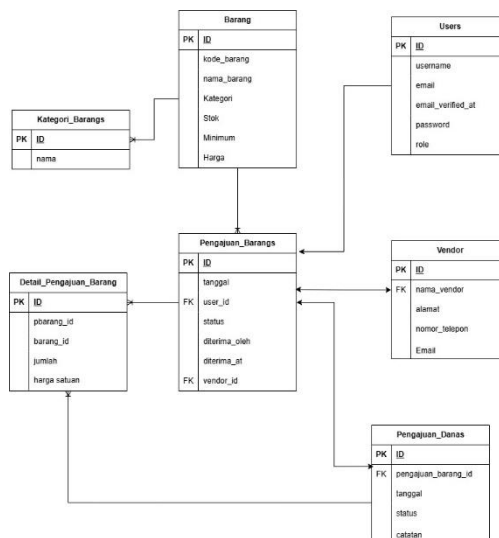 Barang
PK ID
kode_barang
nama_barang
Kategori
Stok
Minimum
Harga
Users
PK ID
username
email
email_verified_at
password
role
Kategori_Barangs
PK ID
nama
Pengajuan_Barangs
PK ID
tanggal
FK user_id
status
diterima_oleh
diterima_at
FK vendor_id
Vendor
PK ID
FK nama_vendor
alamat
nomor_telepon
Email
Detail_Pengajuan_Barang
PK ID
pbarang_id
barang_id
jumlah
harga satuan
Pengajuan_Danas
PK ID
FK pengajuan_barang_id
tanggal
status
catatan